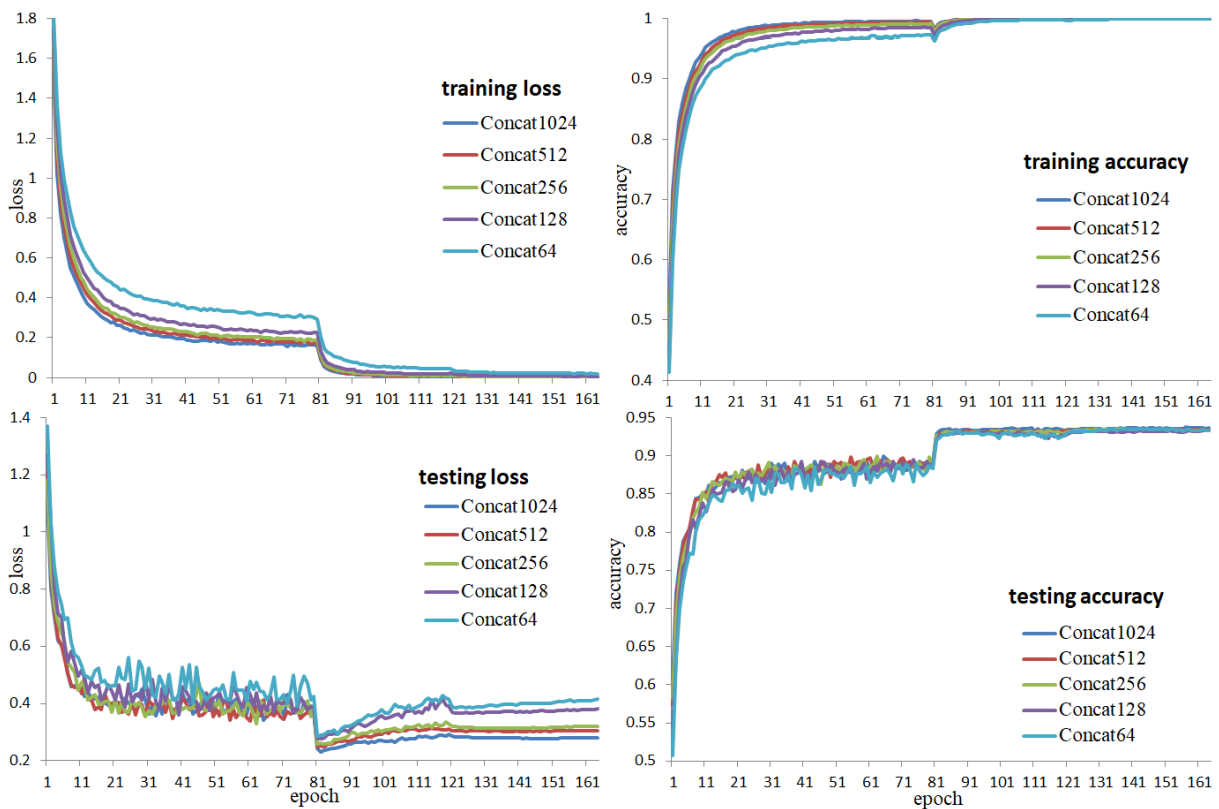 1.8
1.6
1.4
1.2
1
0.8
0.6
0.4
0.2
0
loss
training loss
Concat1024
Concat512
Concat256
Concat128
Concat64
1 11 21 31 41 51 61 71 81 91 101 111 121 131 141 151 161
1
0.9
0.8
0.7
0.6
0.5
0.4
accuracy
training accuracy
Concat1024
Concat512
Concat256
Concat128
Concat64
1 11 21 31 41 51 61 71 81 91 101 111 121 131 141 151 161
1.4
1.2
1
0.8
0.6
0.4
0.2
loss
testing loss
Concat1024
Concat512
Concat256
Concat128
Concat64
1 11 21 31 41 51 61 71 81 91 101 111 121 131 141 151 161
epoch
0.95
0.9
0.85
0.8
0.75
0.7
0.65
0.6
0.55
0.5
accuracy
testing accuracy
Concat1024
Concat512
Concat256
Concat128
Concat64
1 11 21 31 41 51 61 71 81 91 101 111 121 131 141 151 161
epoch